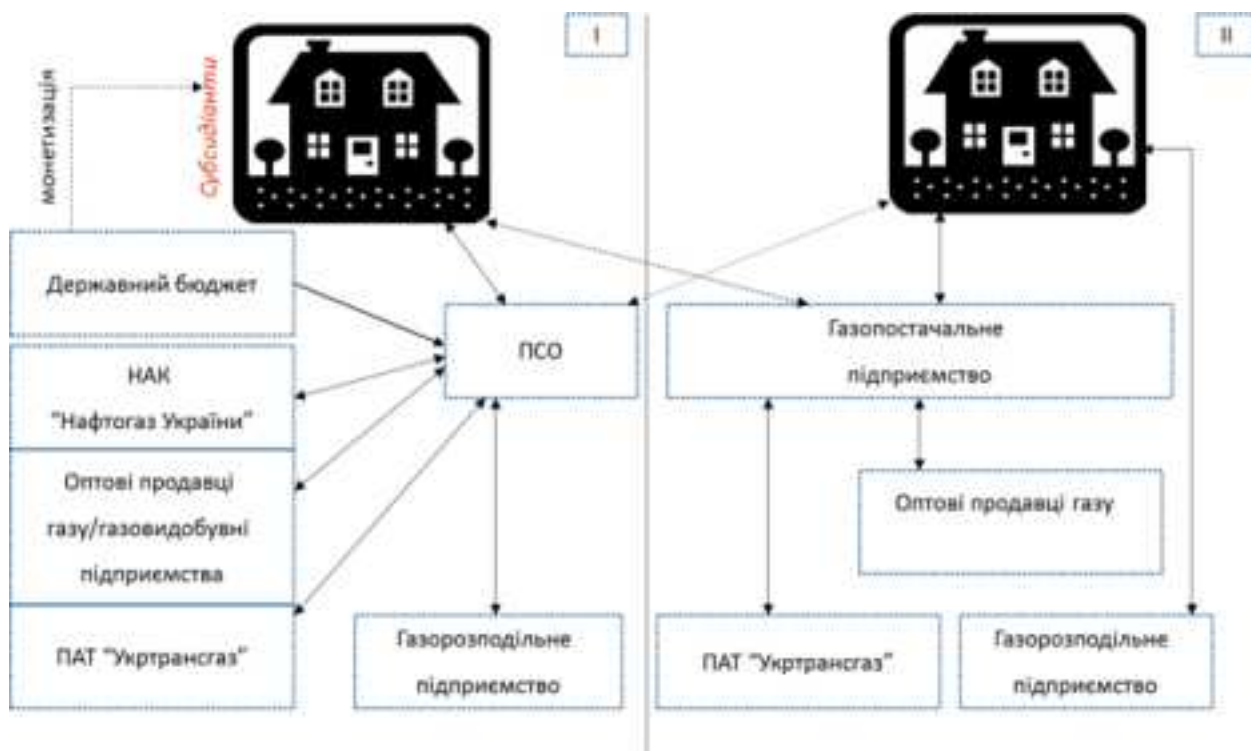 I
II
монетизація
Субсидіанти
Державний бюджет
НАК
“Нафтогаз України”
Оптові продавці
газу/газовидобувні
підприємства
ПАТ “Укртрансгаз”
ПСО
Газорозподільне
підприємство
Газопостачальне
підприємство
Оптові продавці газу
ПАТ “Укртрансгаз”
Газорозподільне
підприємство